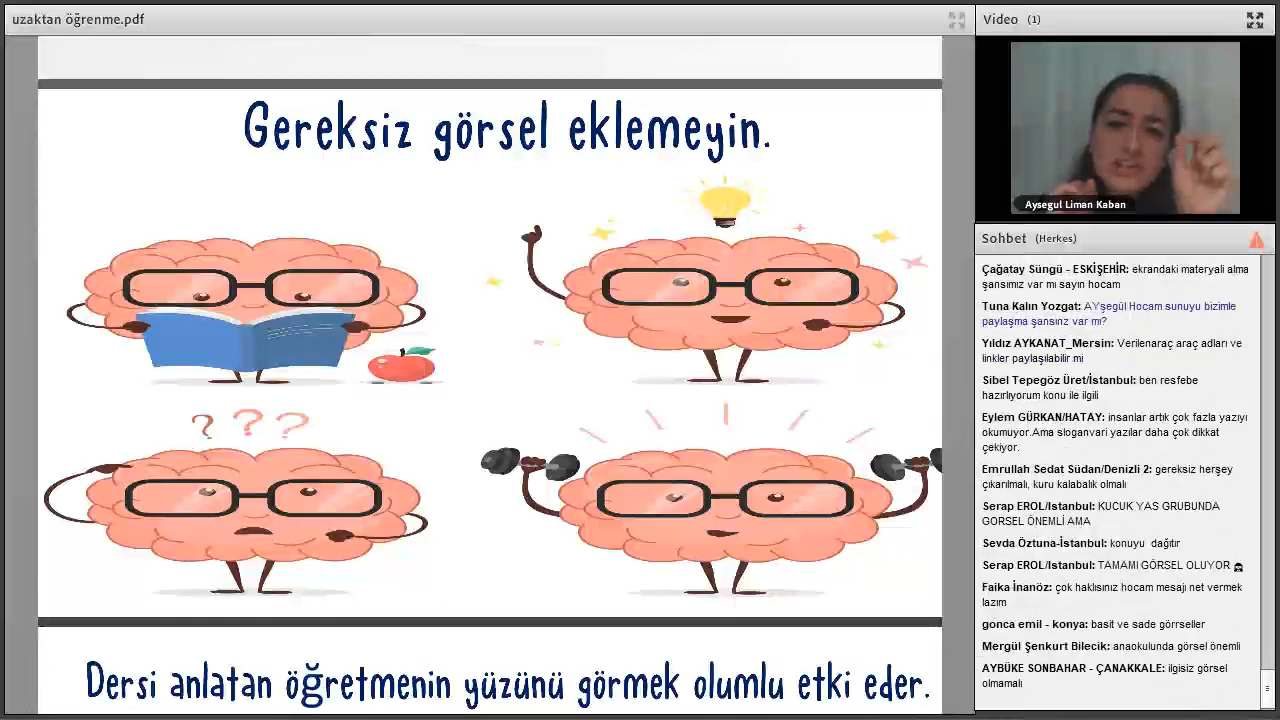 uzaktan öğrenme.pdf
Gereksiz görsel eklemeyin.
? ? ?
Dersi anlatan öğretmenin yüzünü görmek olumlu etki eder.
Video (1)
Aysegul Liman Kaban
Sohbet (Herkes)
Çağatay Süngü - ESKİŞEHİR: ekrandaki materyali alma
şansımız var mı sayın hocam
Tuna Kalın Yozgat: AYşegül Hocam sunuyu bizimle
paylaşma şansınz var mı?
Yıldız AYKANAT_Mersin: Verilenaraç araç adları ve
linkler paylaşılabilir mi
Sibel Tepegöz Üret/İstanbul: ben resfebe
hazırlıyorum konu ile ilgili
Eylem GÜRKAN/HATAY: insanlar artık çok fazla yazıyı
okumuyor.Ama sloganvari yazılar daha çok dikkat
çekiyor.
Emrullah Sedat Südan/Denizli 2: gereksiz herşey
çıkarılmalı, kuru kalabalık olmalı
Serap EROL/Istanbul: KUCUK YAS GRUBUNDA
GORSEL ÖNEMLİ AMA
Sevda Öztuna-İstanbul: konuyu dağıtır
Serap EROL/Istanbul: TAMAMI GÖRSEL OLUYOR
Faika İnanöz: çok haklısınız hocam mesajı net vermek
lazım
gonca emil - konya: basit ve sade görrseller
Mergül Şenkurt Bilecik: anaokulunda görsel önemli
AYBÜKE SONBAHAR - ÇANAKKALE: ilgisiz görsel
olmamalı